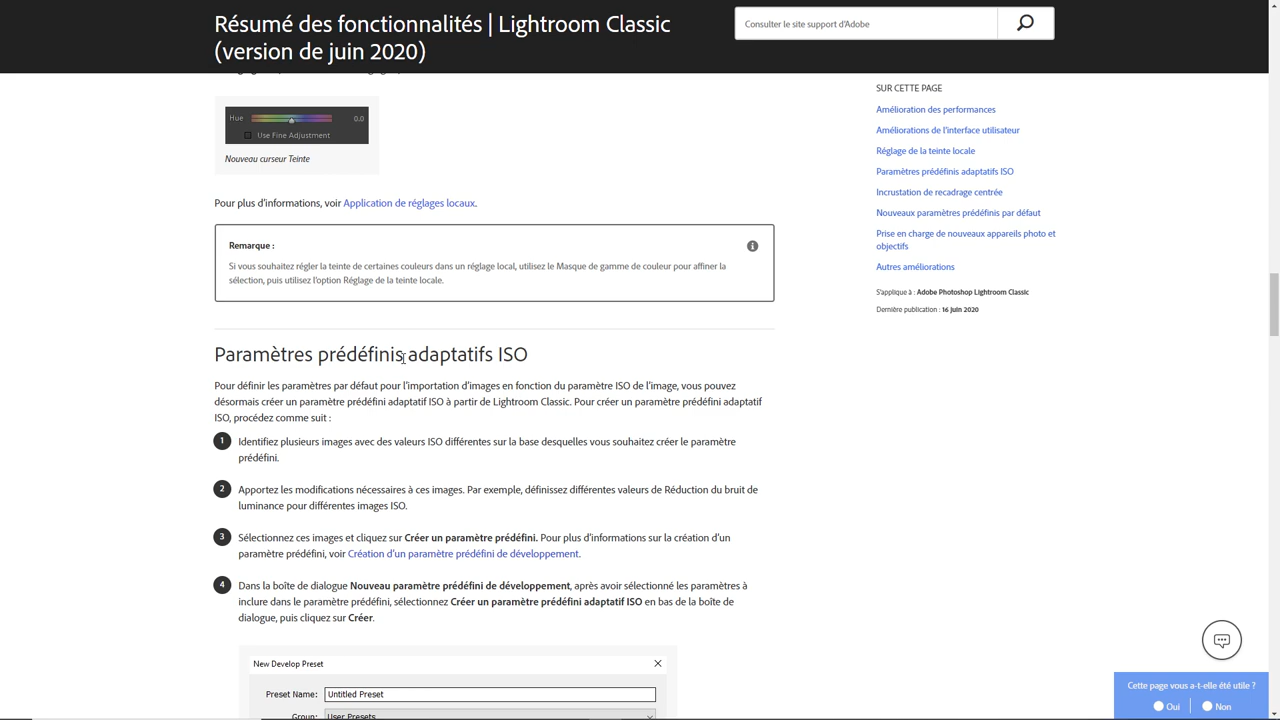 Résumé des fonctionnalités | Lightroom Classic
(version de juin 2020)
Consulter le site support d'Adobe
Hue 0.0
Use Fine Adjustment
Nouveau curseur Teinte
Pour plus d'informations, voir Application de réglages locaux.
Remarque :
Si vous souhaitez régler la teinte de certaines couleurs dans un réglage local, utilisez le Masque de gamme de couleur pour affiner la
sélection, puis utilisez l'option Réglage de la teinte locale.
Paramètres prédéfinis adaptatifs ISO
Pour définir les paramètres par défaut pour l'importation d'images en fonction du paramètre ISO de l'image, vous pouvez
désormais créer un paramètre prédéfini adaptatif ISO à partir de Lightroom Classic. Pour créer un paramètre prédéfini adaptatif
ISO, procédez comme suit :
1 Identifiez plusieurs images avec des valeurs ISO différentes sur la base desquelles vous souhaitez créer le paramètre
prédéfini.
2 Apportez les modifications nécessaires à ces images. Par exemple, définissez différentes valeurs de Réduction du bruit de
luminance pour différentes images ISO.
3 Sélectionnez ces images et cliquez sur Créer un paramètre prédéfini. Pour plus d'informations sur la création d'un
paramètre prédéfini, voir Création d'un paramètre prédéfini de développement.
4 Dans la boîte de dialogue Nouveau paramètre prédéfini de développement, après avoir sélectionné les paramètres à
inclure dans le paramètre prédéfini, sélectionnez Créer un paramètre prédéfini adaptatif ISO en bas de la boîte de
dialogue, puis cliquez sur Créer.
New Develop Preset
Preset Name: Untitled Preset
Group: User Presets
SUR CETTE PAGE
Amélioration des performances
Améliorations de l'interface utilisateur
Réglage de la teinte locale
Paramètres prédéfinis adaptatifs ISO
Incrustation de recadrage centrée
Nouveaux paramètres prédéfinis par défaut
Prise en charge de nouveaux appareils photo et
objectifs
Autres améliorations
S'applique à : Adobe Photoshop Lightroom Classic
Dernière publication : 16 juin 2020
Cette page vous a-t-elle été utile ?
Oui | Non